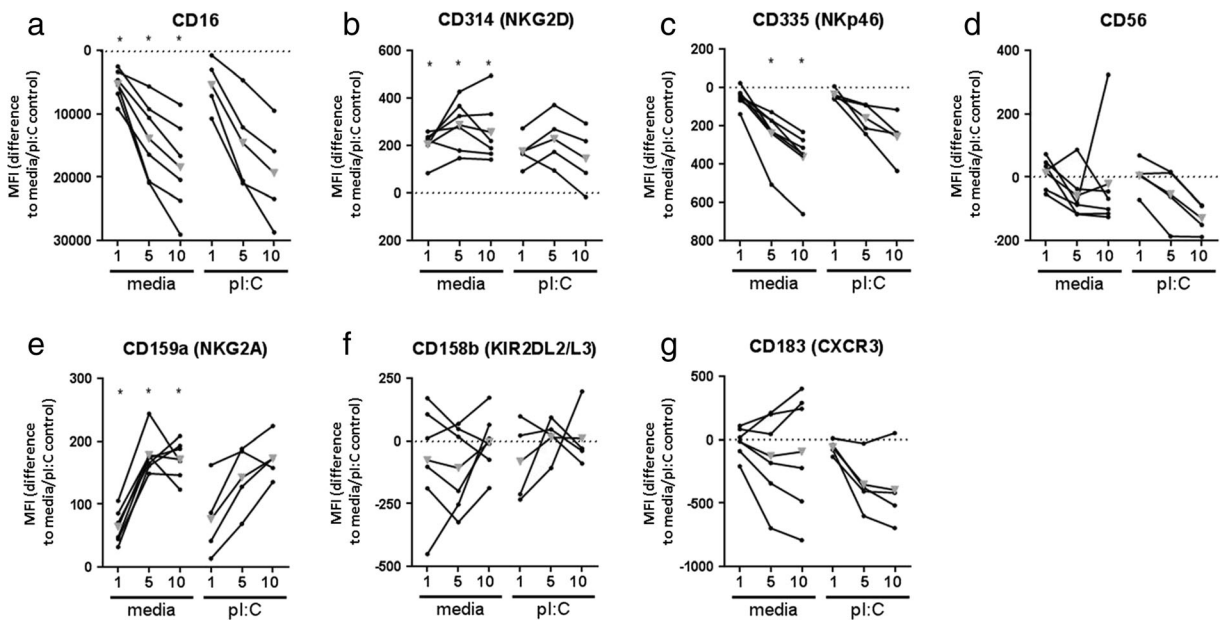 a
CD16
* * *
MFI (difference
to media/pI:C control)
0
10000
20000
30000
1 5 10 1 5 10
media pI:C
b
CD314 (NKG2D)
* * *
MFI (difference
to media/pI:C control)
600
400
200
0
200
1 5 10 1 5 10
media pI:C
c
CD335 (NKp46)
* *
MFI (difference
to media/pI:C control)
200
0
200
400
600
800
1 5 10 1 5 10
media pI:C
d
CD56
MFI (difference
to media/pI:C control)
400
200
0
-200
1 5 10 1 5 10
media pI:C
e
CD159a (NKG2A)
* * *
MFI (difference
to media/pI:C control)
300
200
100
0
1 5 10 1 5 10
media pI:C
f
CD158b (KIR2DL2/L3)
MFI (difference
to media/pI:C control)
250
0
-250
-500
1 5 10 1 5 10
media pI:C
g
CD183 (CXCR3)
MFI (difference
to media/pI:C control)
500
0
-500
-1000
1 5 10 1 5 10
media pI:C